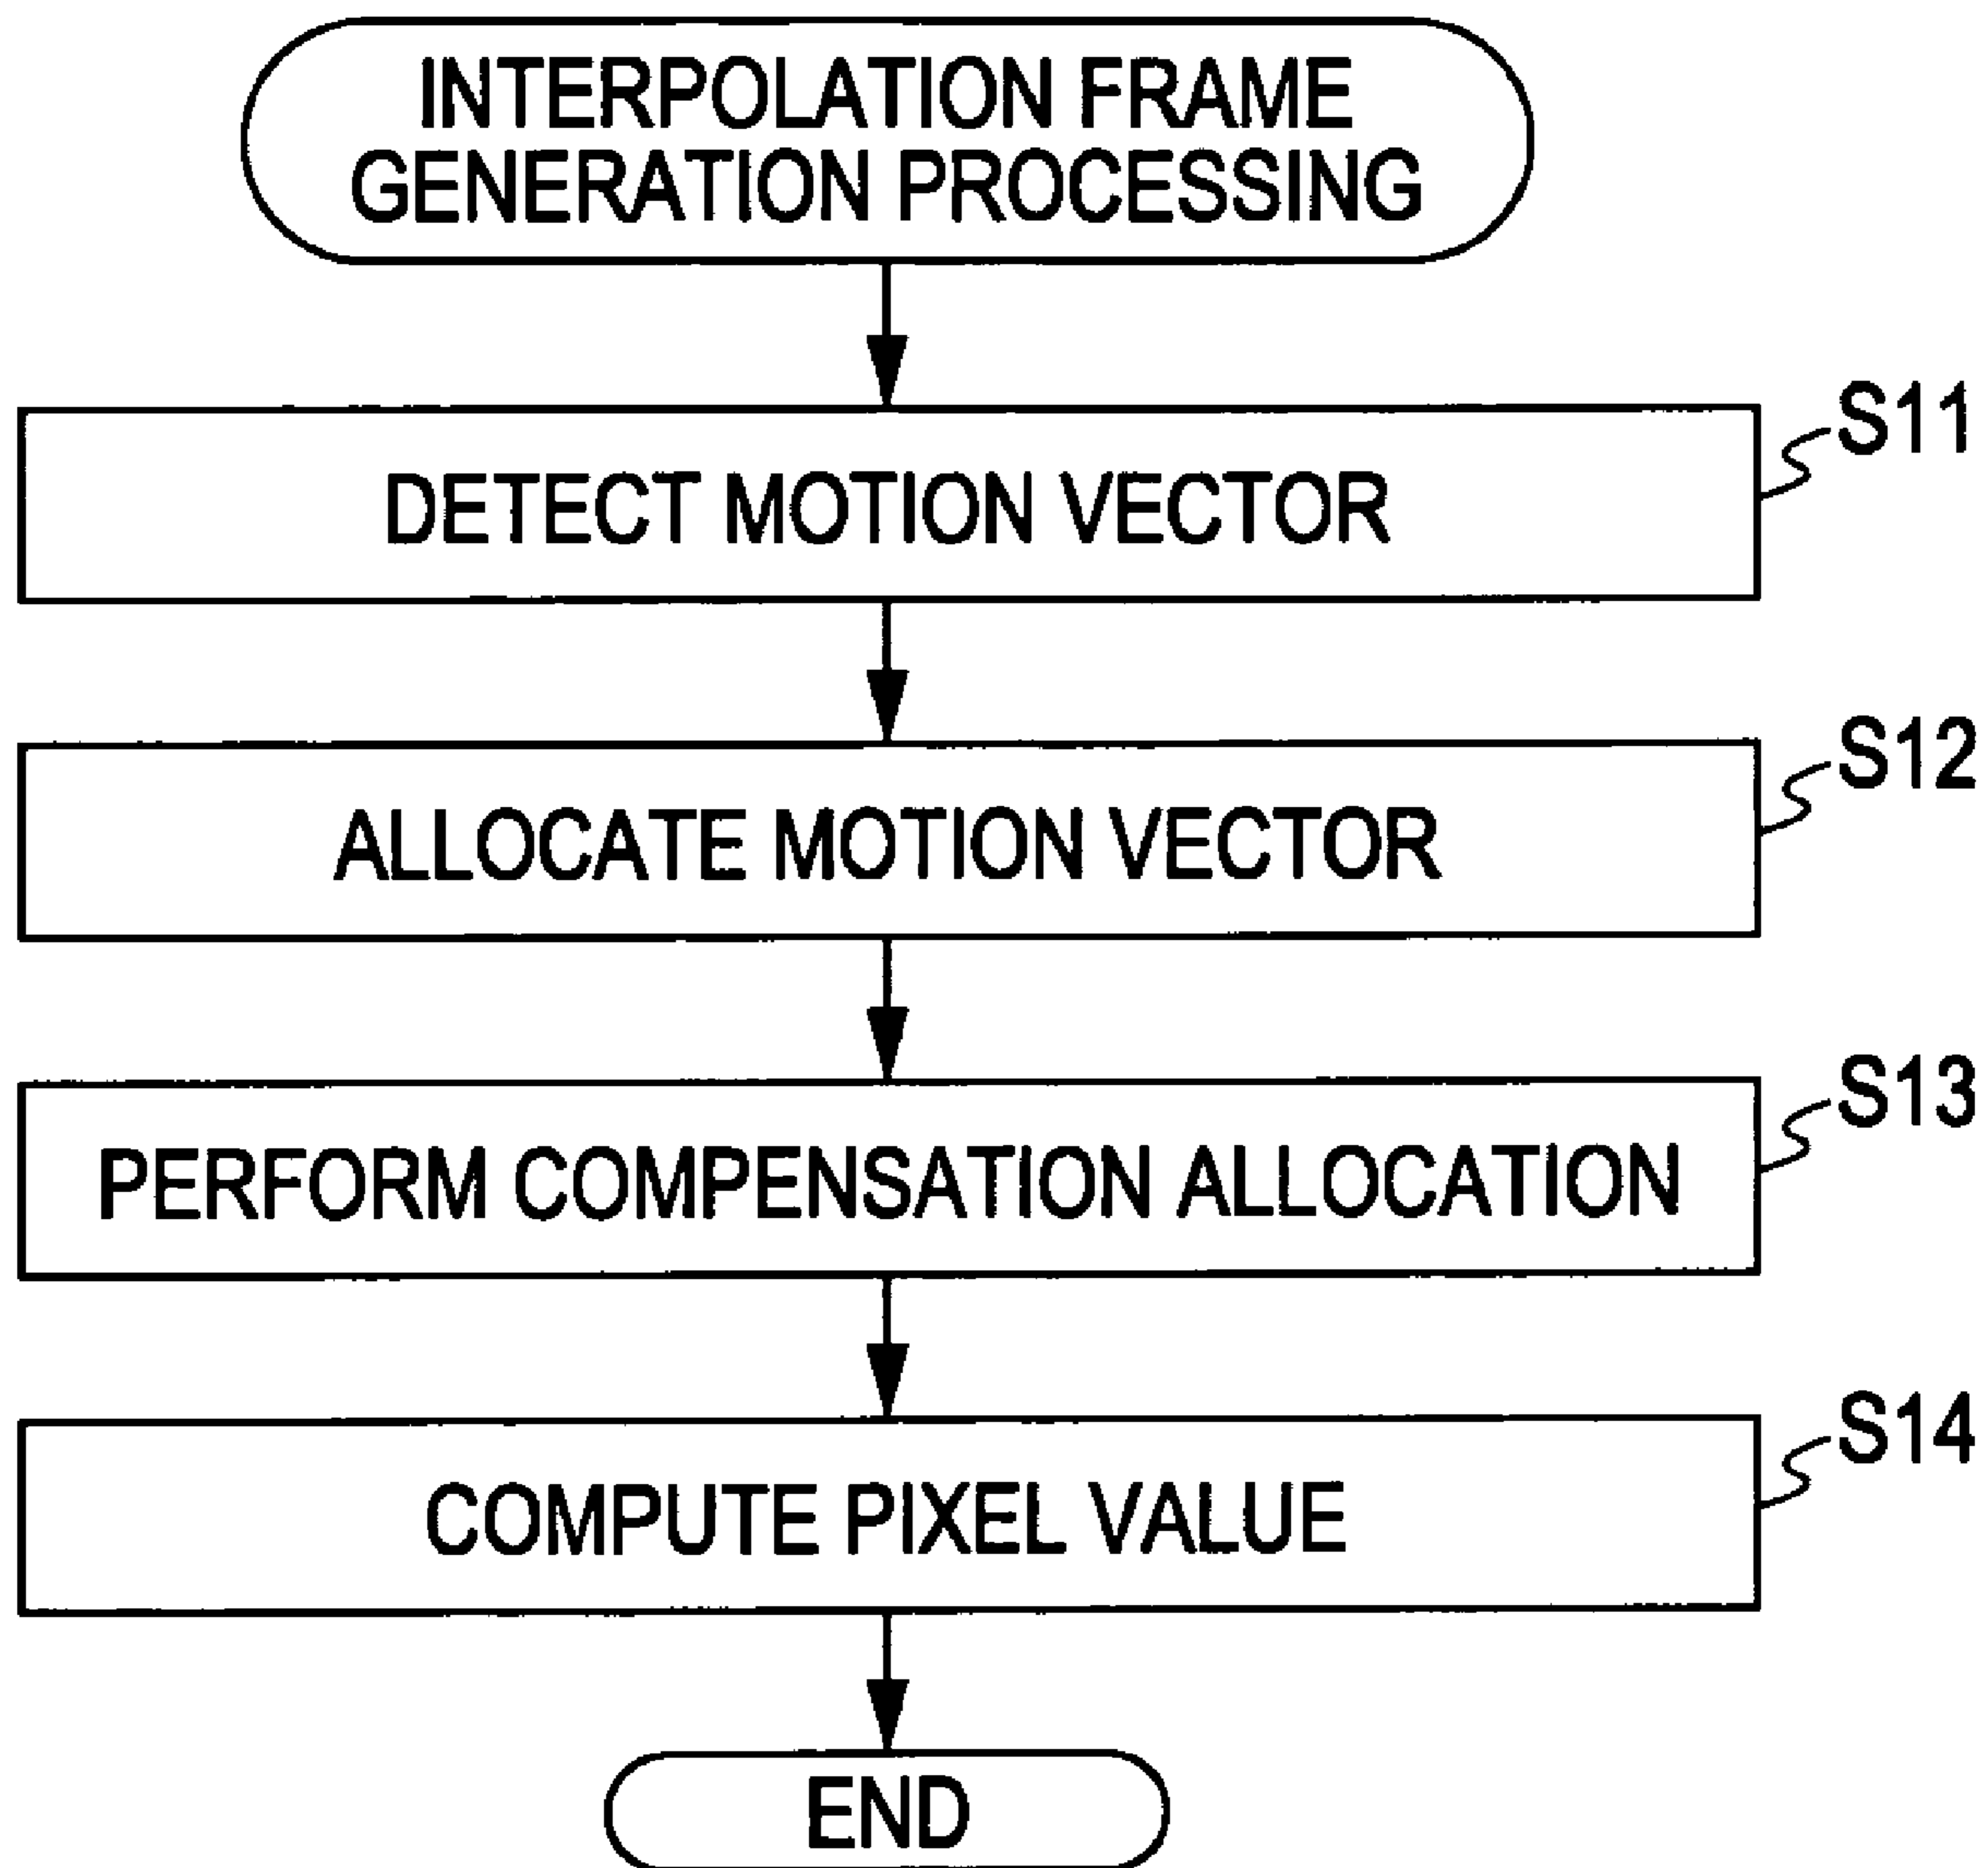 INTERPOLATION FRAME
GENERATION PROCESSING
S11
DETECT MOTION VECTOR
S12
ALLOCATE MOTION VECTOR
S13
PERFORM COMPENSATION ALLOCATION
S14
COMPUTE PIXEL VALUE
END